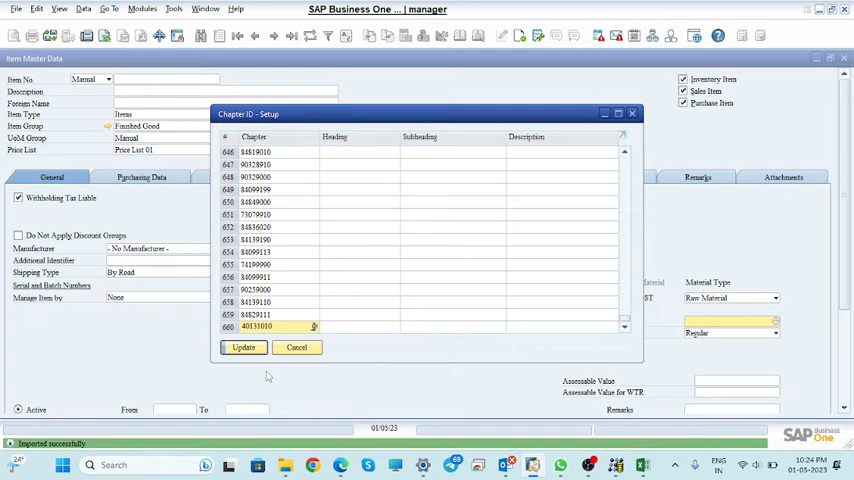 SAP Business One ... | manager
File Edit View Data Go To Modules Tools Window Help
Item Master Data
Item No. Manual
Description
Foreign Name
Item Type Items
Item Group Finished Good
UoM Group Manual
Price List Price List 01
Inventory Item
Sales Item
Purchase Item
General Purchasing Data Remarks Attachments
Withholding Tax Liable
Do Not Apply Discount Groups
Manufacturer - No Manufacturer -
Additional Identifier
Shipping Type By Road
Serial and Batch Numbers
Manage Item by None
Chapter ID - Setup
# Chapter Heading Subheading Description
646 84819010
647 90328910
648 90329000
649 84099199
650 84849000
651 73079910
652 84836020
653 84139190
654 84099113
655 74199990
656 84099911
657 90259000
658 84139110
659 84829111
660 40131010
Update Cancel
aterial Material Type
ST Raw Material
Regular
Assessable Value
Assessable Value for WTR
Active From To Remarks
01/05/23
Imported successfully
SAP Business One
24°
Search
69
ENG
IN
10:24 PM
01-05-2023